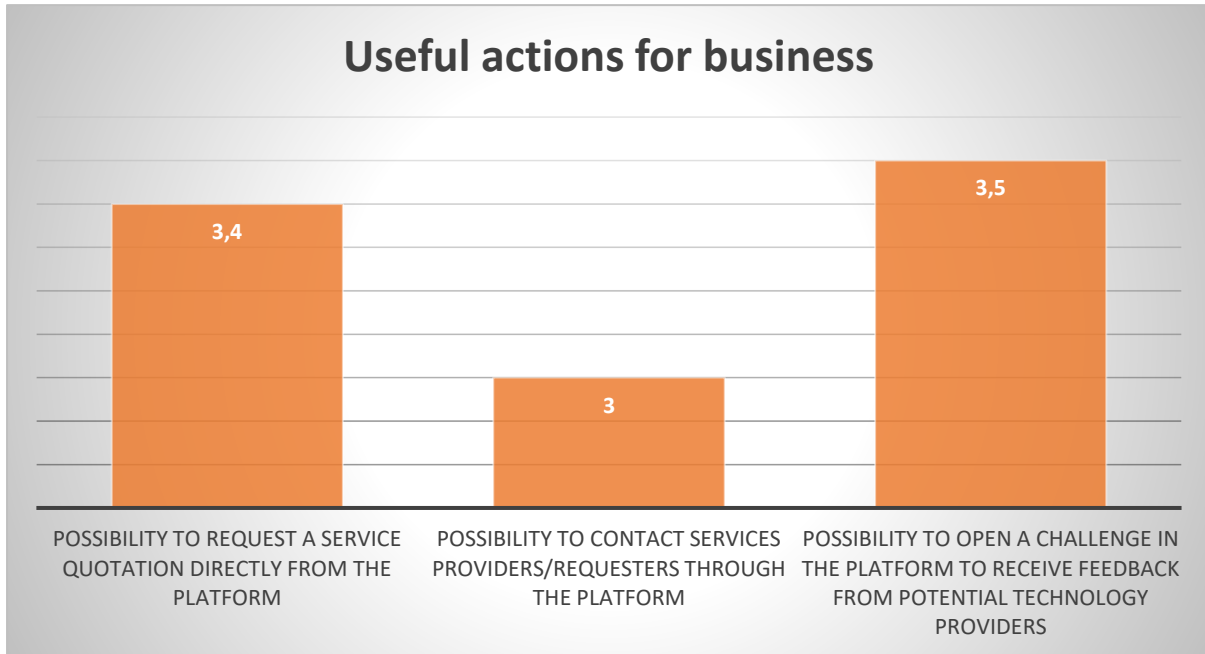 Useful actions for business
3,4
3
3,5
POSSIBILITY TO REQUEST A SERVICE
QUOTATION DIRECTLY FROM THE
PLATFORM
POSSIBILITY TO CONTACT SERVICES
PROVIDERS/REQUESTERS THROUGH
THE PLATFORM
POSSIBILITY TO OPEN A CHALLENGE IN
THE PLATFORM TO RECEIVE FEEDBACK
FROM POTENTIAL TECHNOLOGY
PROVIDERS